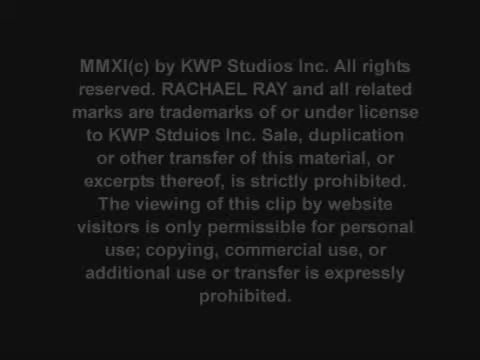 MMXI(c) by KWP Studios Inc. All rights
reserved. RACHAEL RAY and all related
marks are trademarks of or under license
to KWP Stduios Inc. Sale, duplication
or other transfer of this material, or
excerpts thereof, is strictly prohibited.
The viewing of this clip by website
visitors is only permissible for personal
use; copying, commercial use, or
additional use or transfer is expressly
prohibited.